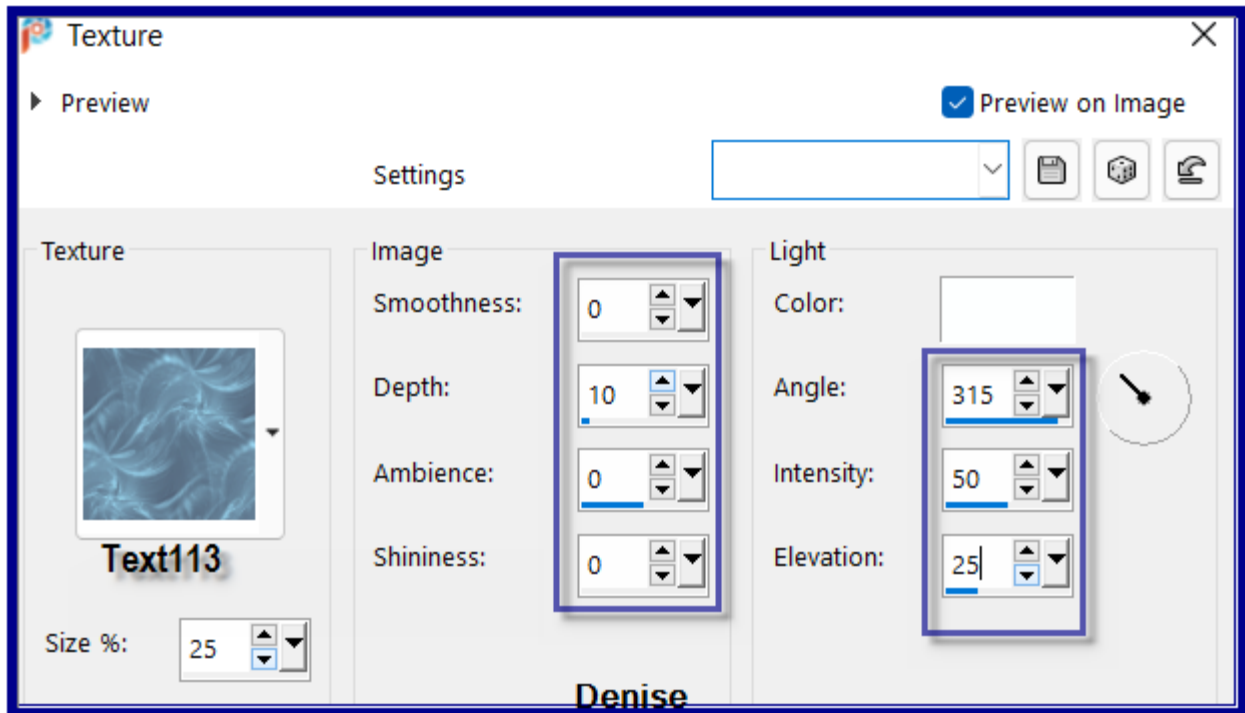 Texture
Preview
Preview on Image
Settings
Texture
Text113
Size %: 25
Image
Smoothness: 0
Depth: 10
Ambience: 0
Shininess: 0
Denise
Light
Color:
Angle: 315
Intensity: 50
Elevation: 25